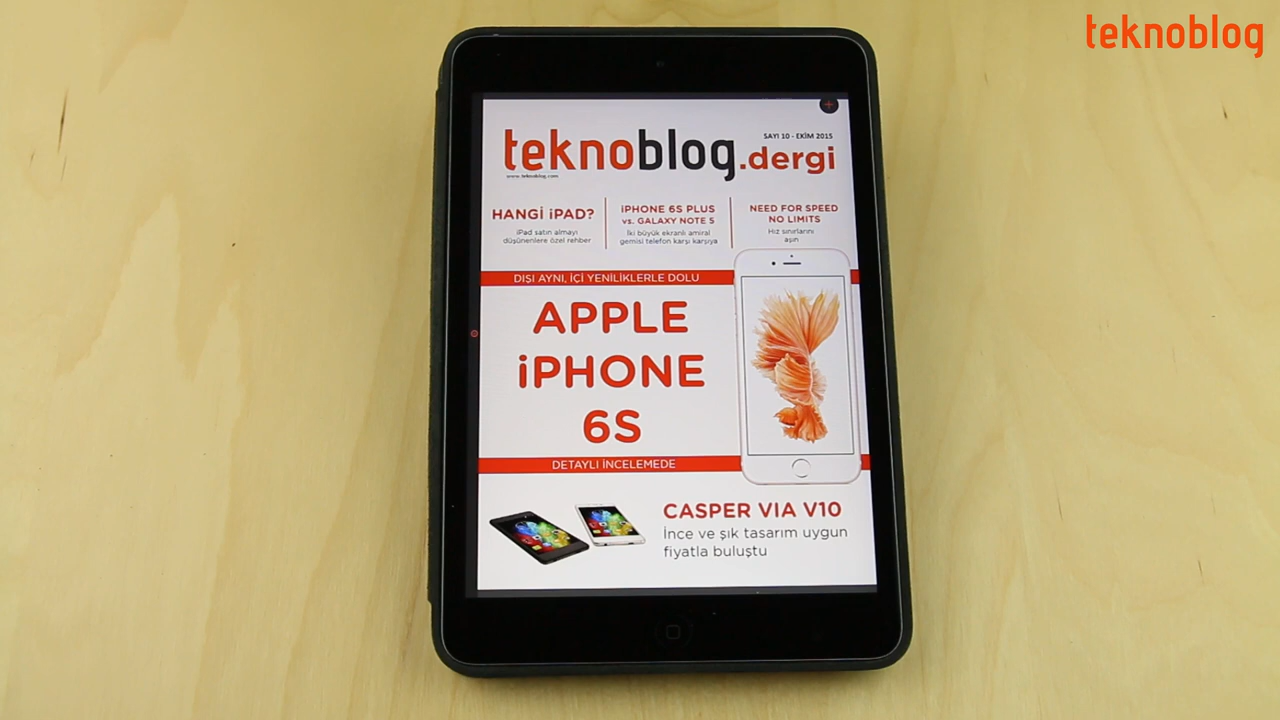 teknoblog
SAYI 10 - EKİM 2015
teknoblog.dergi
www.teknoblog.com
HANGİ iPAD?
iPad satın almayı
düşünenlere özel rehber
iPHONE 6S PLUS
vs. GALAXY NOTE 5
İki büyük ekranlı amiral
gemisi telefon karşı karşıya
NEED FOR SPEED
NO LIMITS
Hız sınırlarını
aşın
DIŞI AYNI, İÇİ YENİLİKLERLE DOLU
APPLE
iPHONE
6S
DETAYLI İNCELEMEDE
CASPER VIA V10
İnce ve şık tasarım uygun
fiyatla buluştu